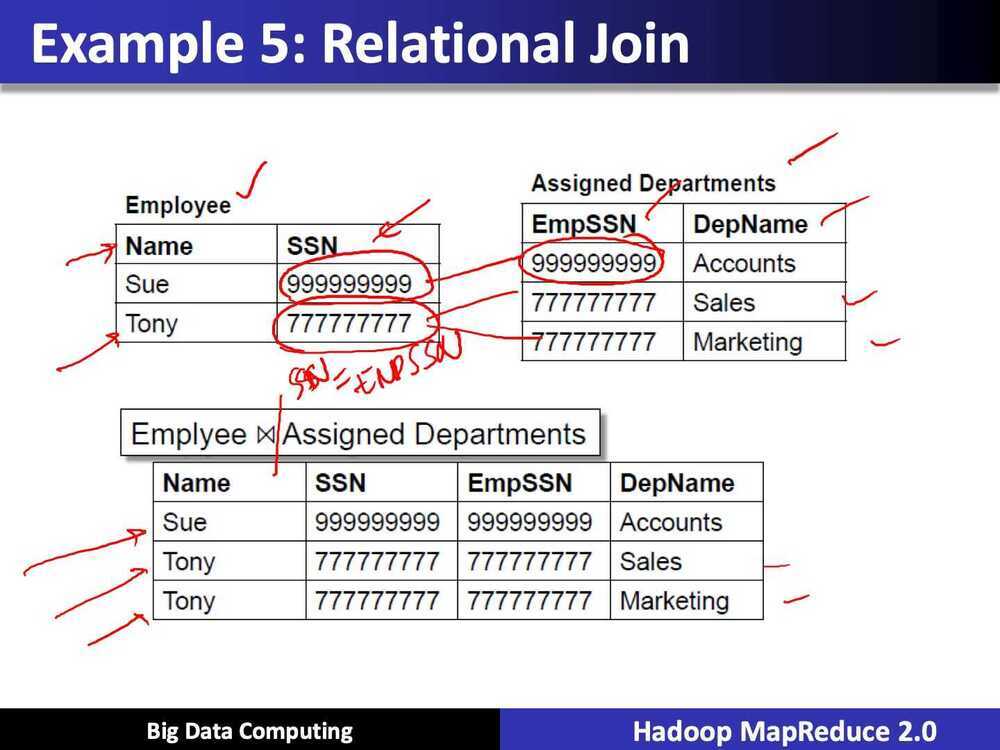 Example 5: Relational Join
Employee
Name SSN
Sue 999999999
Tony 777777777
Assigned Departments
EmpSSN DepName
999999999 Accounts
777777777 Sales
777777777 Marketing
SSN = EMPSSN
Emplyee ⋈ Assigned Departments
Name SSN EmpSSN DepName
Sue 999999999 999999999 Accounts
Tony 777777777 777777777 Sales
Tony 777777777 777777777 Marketing
Big Data Computing
Hadoop MapReduce 2.0